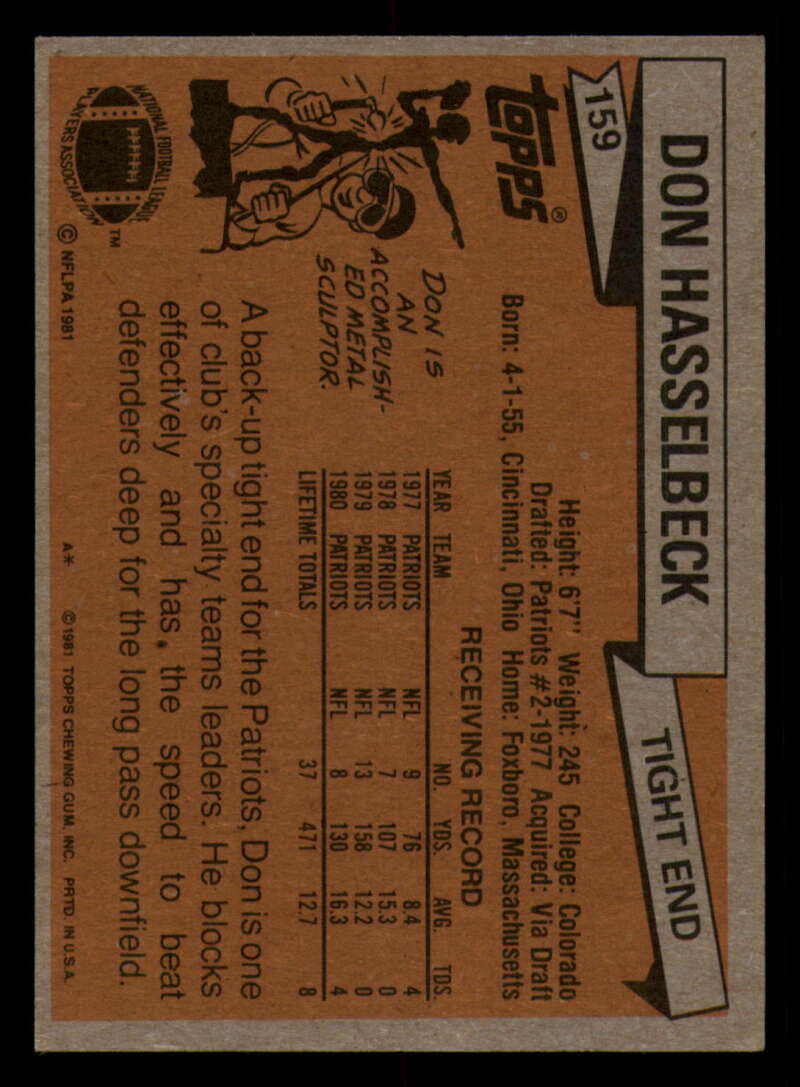 159
DON HASSELBECK
TIGHT END
Topps®
Height: 6'7" Weight: 245 College: Colorado
Drafted: Patriots #2-1977 Acquired: Via Draft
Born: 4-1-55, Cincinnati, Ohio Home: Foxboro, Massachusetts
RECEIVING RECORD
YEAR TEAM NO. YDS. AVG. TDS.
1977 PATRIOTS NFL 9 76 8.4 4
1978 PATRIOTS NFL 7 107 15.3 0
1979 PATRIOTS NFL 13 158 12.2 0
1980 PATRIOTS NFL 8 130 16.3 4
LIFETIME TOTALS 37 471 12.7 8
DON IS
AN
ACCOMPLISH-
ED METAL
SCULPTOR.
A back-up tight end for the Patriots, Don is one
of club's specialty teams leaders. He blocks
effectively and has the speed to beat
defenders deep for the long pass downfield.
NATIONAL FOOTBALL LEAGUE
PLAYERS ASSOCIATION
TM
© NFLPA 1981
A* ©1981 TOPPS CHEWING GUM, INC. PRTD. IN U.S.A.